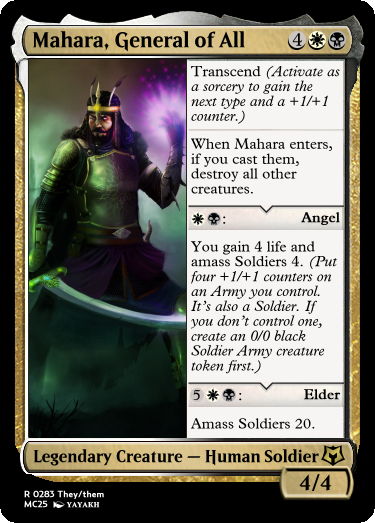 Mahara, General of All 4
Transcend (Activate as
a sorcery to gain the
next type and a +1/+1
counter.)
When Mahara enters,
if you cast them,
destroy all other
creatures.
: Angel
You gain 4 life and
amass Soldiers 4. (Put
four +1/+1 counters on
an Army you control.
It's also a Soldier. If
you don't control one,
create an 0/0 black
Soldier Army creature
token first.)
5 : Elder
Amass Soldiers 20.
Legendary Creature — Human Soldier
4/4
R 0283 They/them
MC25 YAYAKH